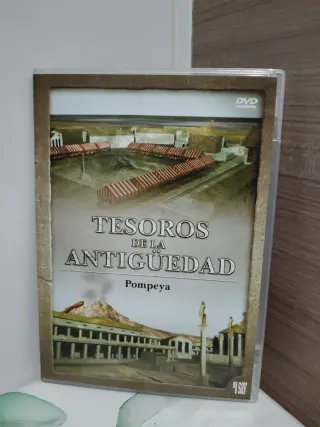 DVD
TESOROS
DE LA
ANTIGÜEDAD
Pompeya